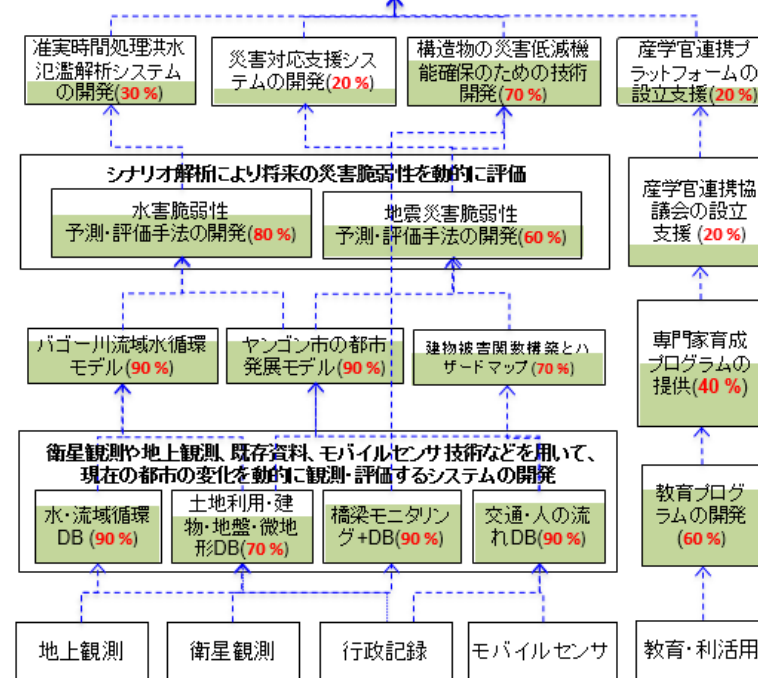 準実時間処理洪水
氾濫解析システム
の開発(30 %)
災害対応支援シス
テムの開発(20 %)
構造物の災害低減機
能確保のための技術
開発(70 %)
産学官連携プ
ラットフォームの
設立支援(20 %)
シナリオ解析により将来の災害脆弱性を動的に評価
水害脆弱性
予測・評価手法の開発(80 %)
地震災害脆弱性
予測・評価手法の開発(60 %)
産学官連携協
議会の設立
支援 (20 %)
バゴー川流域水循環
モデル(90 %)
ヤンゴン市の都市
発展モデル(90 %)
建物被害関数構築とハ
ザードマップ(70 %)
専門家育成
プログラムの
提供(40 %)
衛星観測や地上観測、既存資料、モバイルセンサ技術などを用いて、
現在の都市の変化を動的に観測・評価するシステムの開発
水・流域循環
DB (90 %)
土地利用・建
物・地盤・微地
形DB(70 %)
橋梁モニタリン
グ+DB(90 %)
交通・人の流
れDB(90 %)
教育プログ
ラムの開発
(60 %)
地上観測
衛星観測
行政記録
モバイルセンサ
教育・利活用